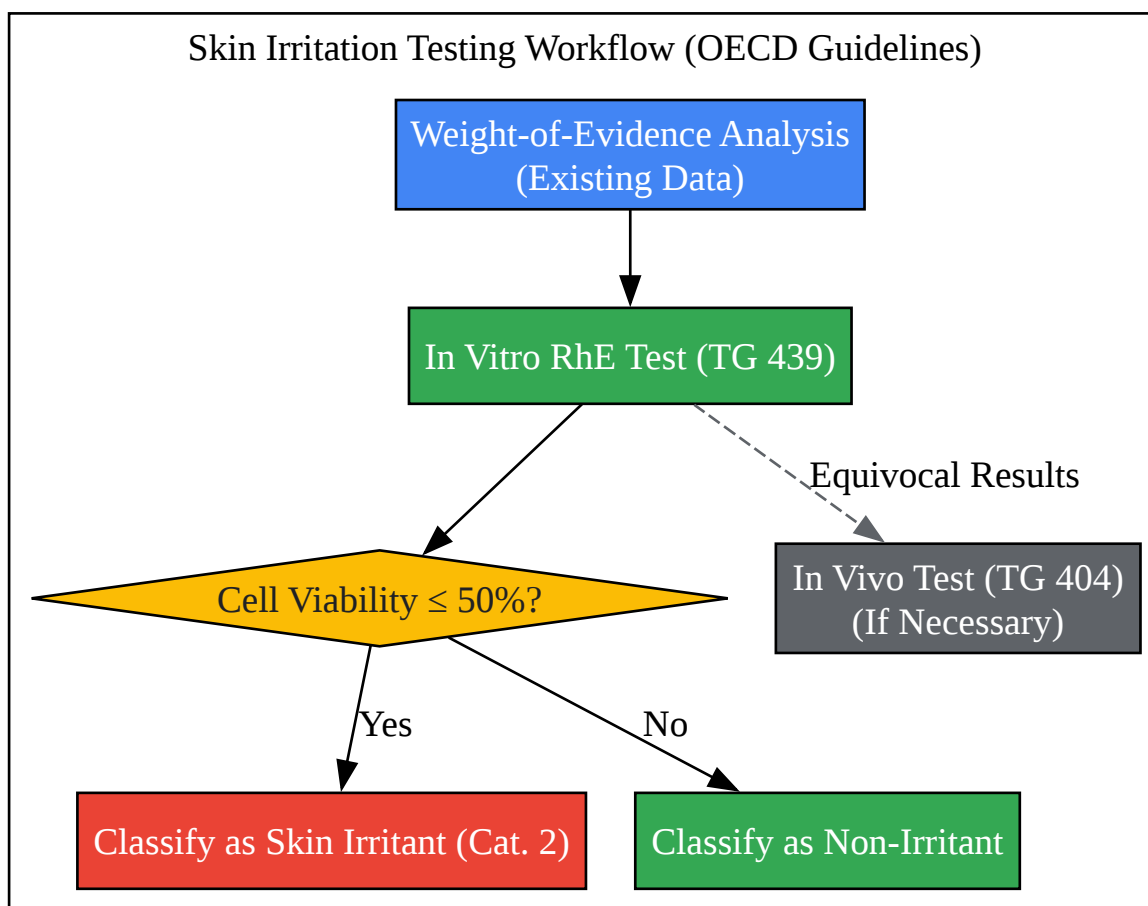 Skin Irritation Testing Workflow (OECD Guidelines)
Weight-of-Evidence Analysis
(Existing Data)
In Vitro RhE Test (TG 439)
Equivocal Results
Cell Viability ≤ 50%?
In Vivo Test (TG 404)
(If Necessary)
Yes
No
Classify as Skin Irritant (Cat. 2)
Classify as Non-Irritant